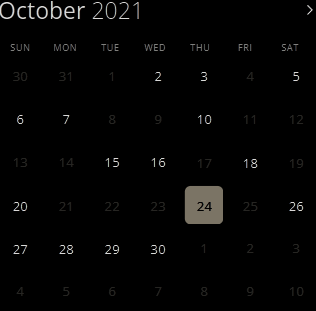 October 2021
SUN MON TUE WED THU FRI SAT
30 31 1 2 3 4 5
6 7 8 9 10 11 12
13 14 15 16 17 18 19
20 21 22 23 24 25 26
27 28 29 30 1 2 3
4 5 6 7 8 9 10